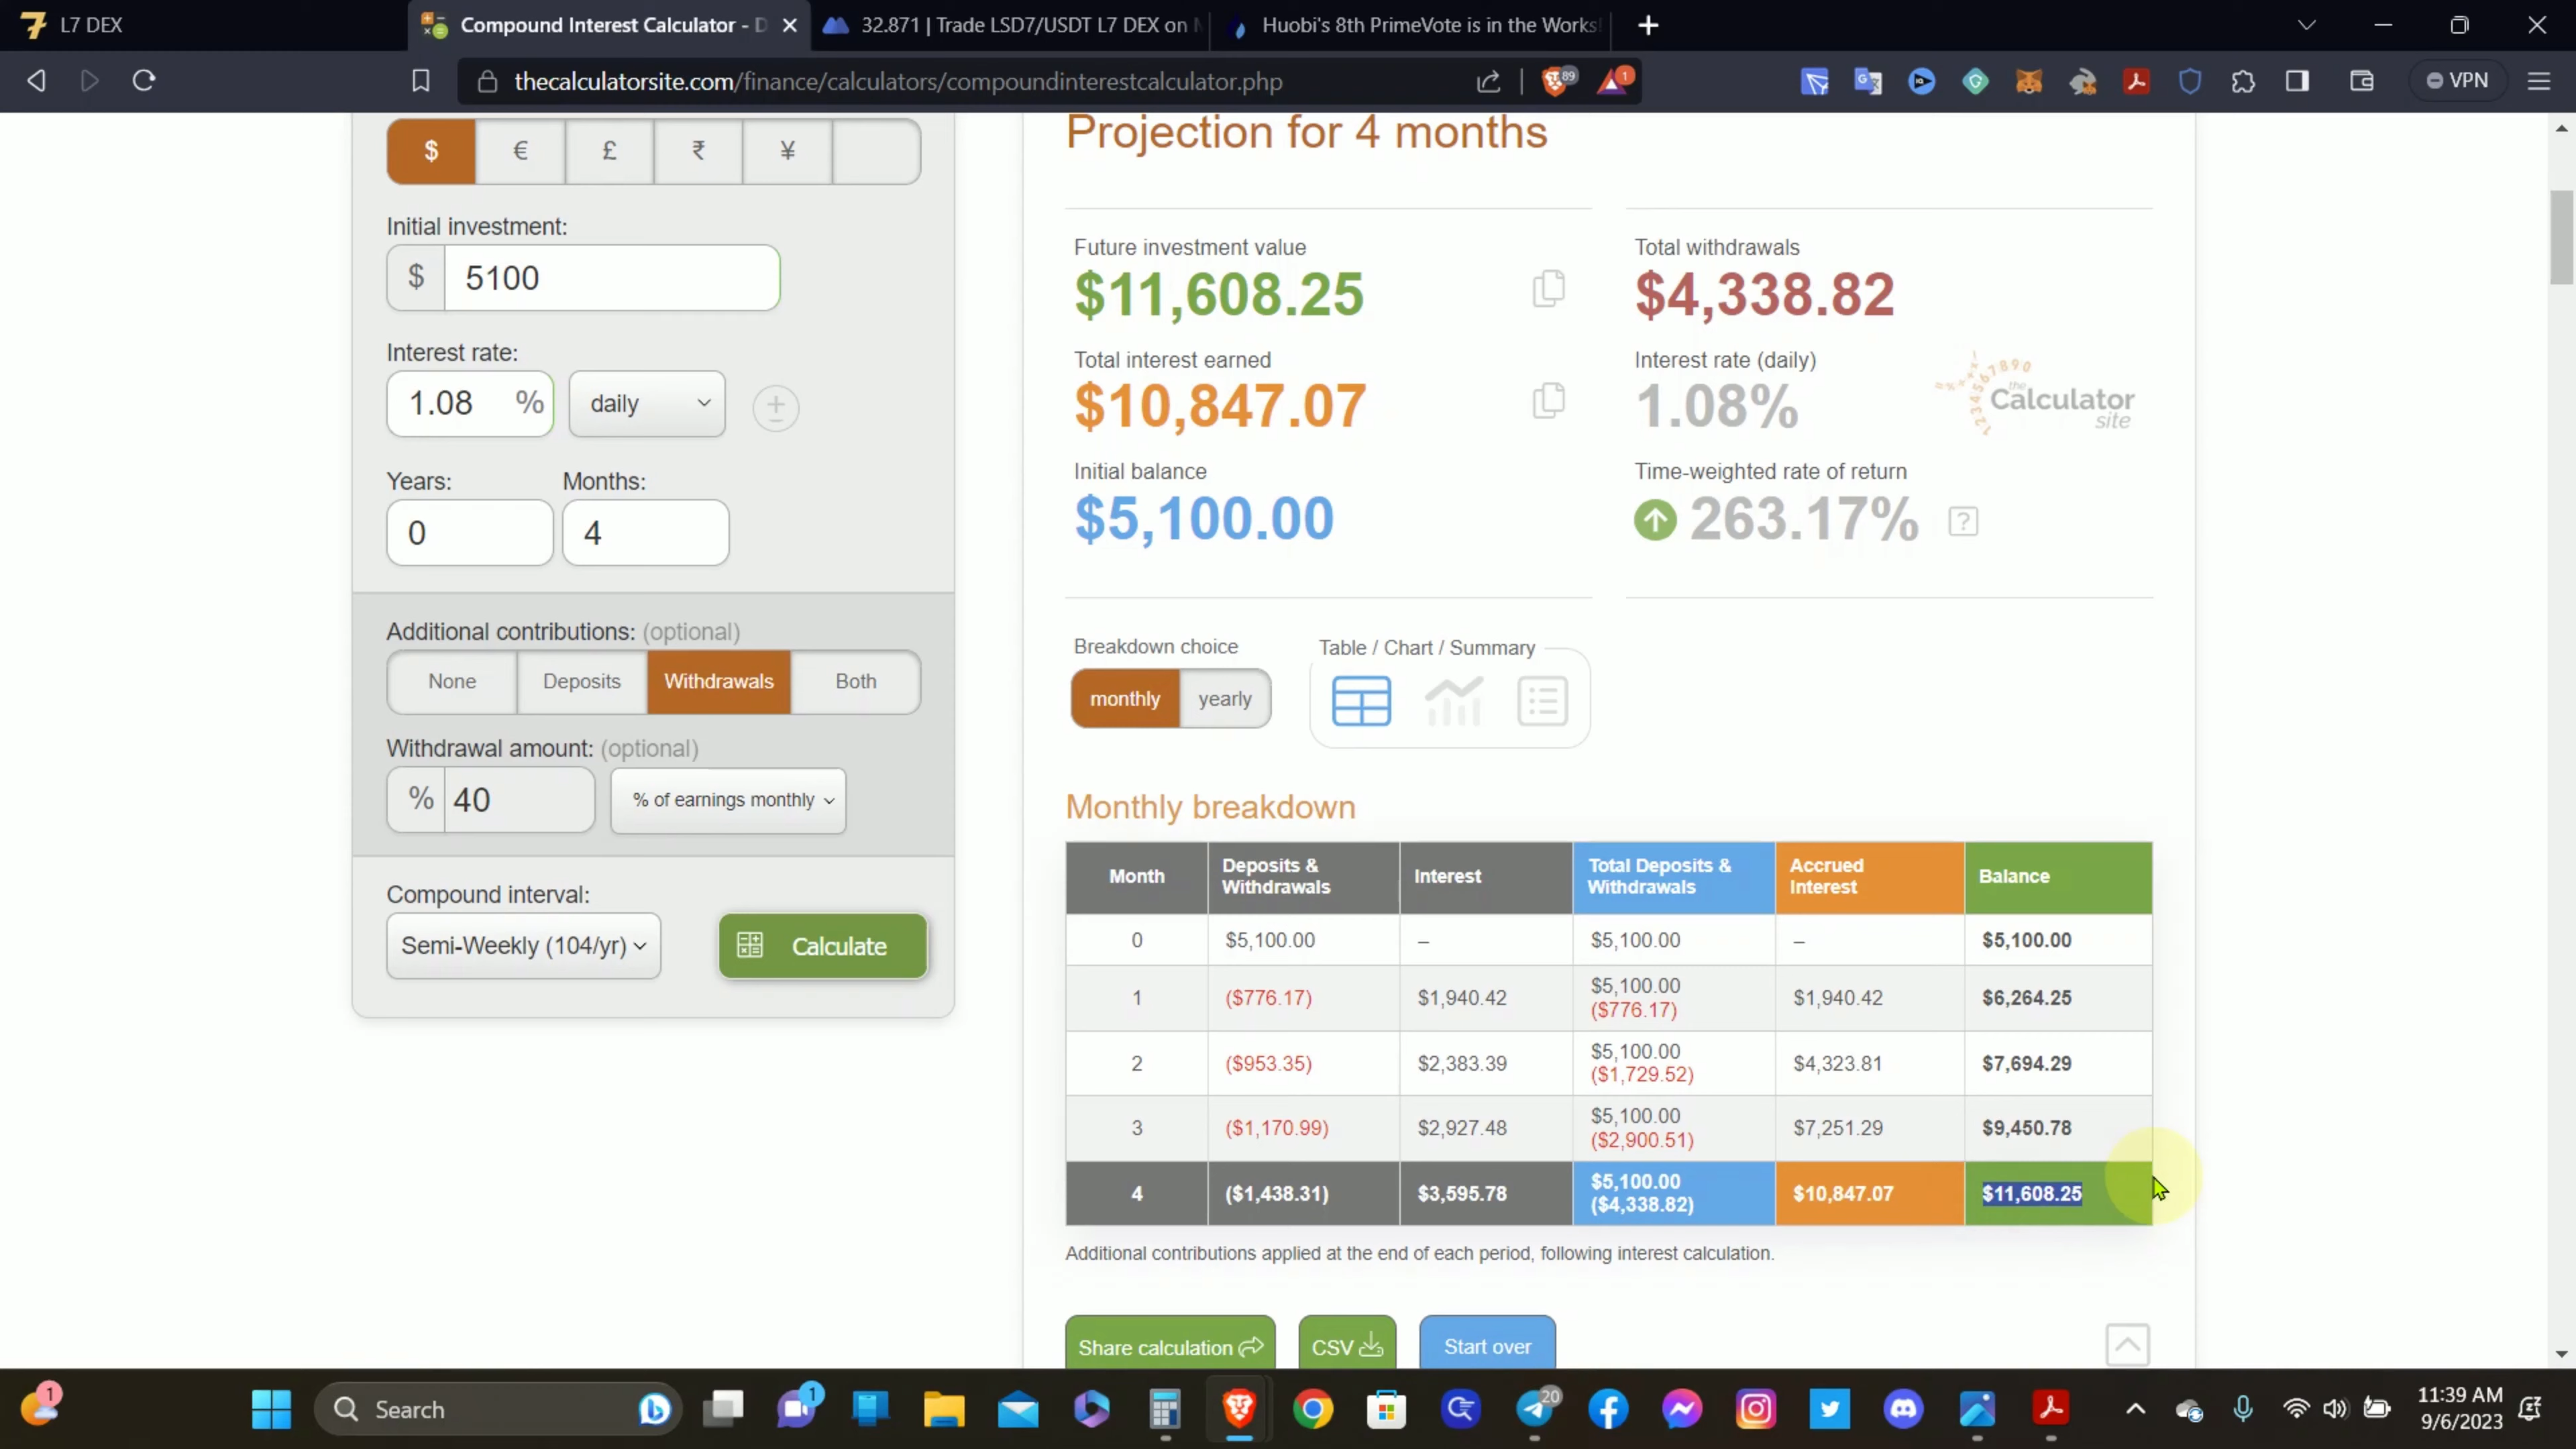 L7 DEX
Compound Interest Calculator - D
32.871 | Trade LSD7/USDT L7 DEX on M
Huobi's 8th PrimeVote is in the Works!
thecalculatorsite.com/finance/calculators/compoundinterestcalculator.php
89
1
VPN
$ € £ ₹ ¥
Initial investment:
$ 5100
Interest rate:
1.08 % daily
Years: Months:
0 4
Additional contributions: (optional)
None Deposits Withdrawals Both
Withdrawal amount: (optional)
% 40 % of earnings monthly
Compound interval:
Semi-Weekly (104/yr) Calculate
Projection for 4 months
Future investment value
$11,608.25
Total withdrawals
$4,338.82
Total interest earned
$10,847.07
Interest rate (daily)
1.08%
the
Calculator
site
Initial balance
$5,100.00
Time-weighted rate of return
263.17% ?
Breakdown choice
monthly yearly
Table / Chart / Summary
Monthly breakdown
Month Deposits & Withdrawals Interest Total Deposits & Withdrawals Accrued Interest Balance
0 $5,100.00 – $5,100.00 – $5,100.00
1 ($776.17) $1,940.42 $5,100.00 ($776.17) $1,940.42 $6,264.25
2 ($953.35) $2,383.39 $5,100.00 ($1,729.52) $4,323.81 $7,694.29
3 ($1,170.99) $2,927.48 $5,100.00 ($2,900.51) $7,251.29 $9,450.78
4 ($1,438.31) $3,595.78 $5,100.00 ($4,338.82) $10,847.07 $11,608.25
Additional contributions applied at the end of each period, following interest calculation.
Share calculation CSV Start over
1
Search
1
20
11:39 AM
9/6/2023